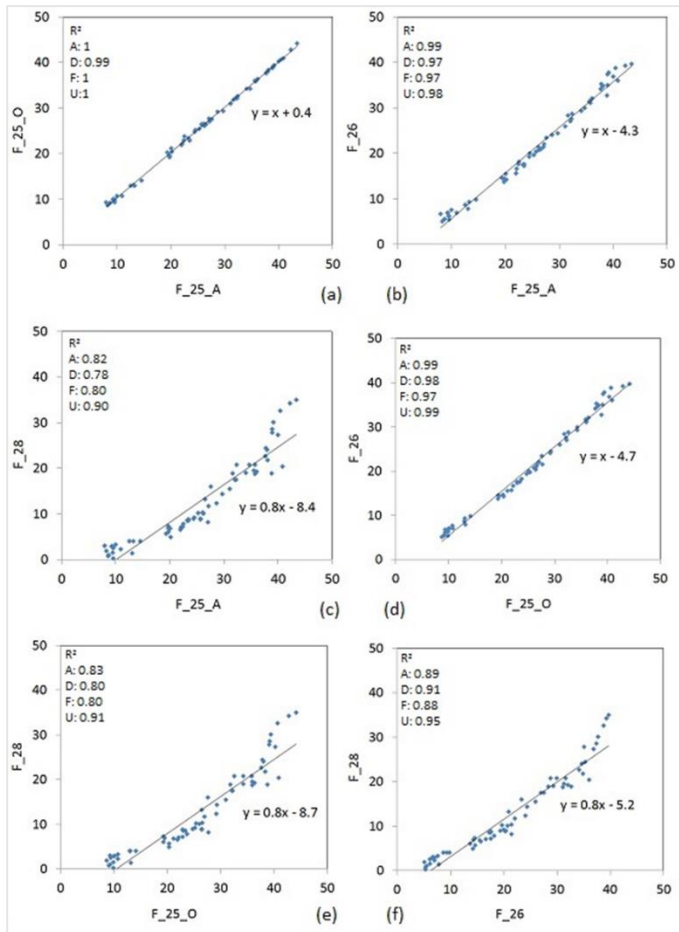 R²
A: 1
D: 0.99
F: 1
U:1
50
40
30
20
10
0
F_25_O
y = x + 0.4
0 10 20 30 40 50
F_25_A
(a)
R²
A: 0.99
D: 0.97
F: 0.97
U: 0.98
50
40
30
20
10
0
F_26
y = x - 4.3
0 10 20 30 40 50
F_25_A
(b)
R²
A: 0.82
D: 0.78
F: 0.80
U: 0.90
50
40
30
20
10
0
F_28
y = 0.8x - 8.4
0 10 20 30 40 50
F_25_A
(c)
R²
A: 0.99
D: 0.98
F: 0.97
U: 0.99
50
40
30
20
10
0
F_26
y = x - 4.7
0 10 20 30 40 50
F_25_O
(d)
R²
A: 0.83
D: 0.80
F: 0.80
U: 0.91
50
40
30
20
10
0
F_28
y = 0.8x - 8.7
0 10 20 30 40 50
F_25_O
(e)
R²
A: 0.89
D: 0.91
F: 0.88
U: 0.95
50
40
30
20
10
0
F_28
y = 0.8x - 5.2
0 10 20 30 40 50
F_26
(f)